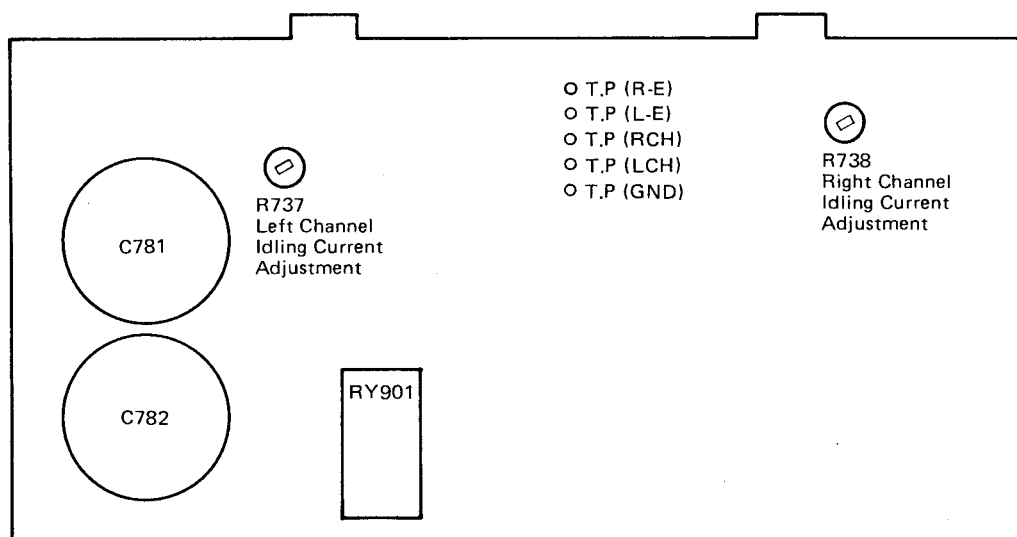 T.P (R-E)
T.P (L-E)
T.P (RCH)
T.P (LCH)
T.P (GND)
R738
Right Channel
Idling Current
Adjustment
R737
Left Channel
Idling Current
Adjustment
C781
C782
RY901